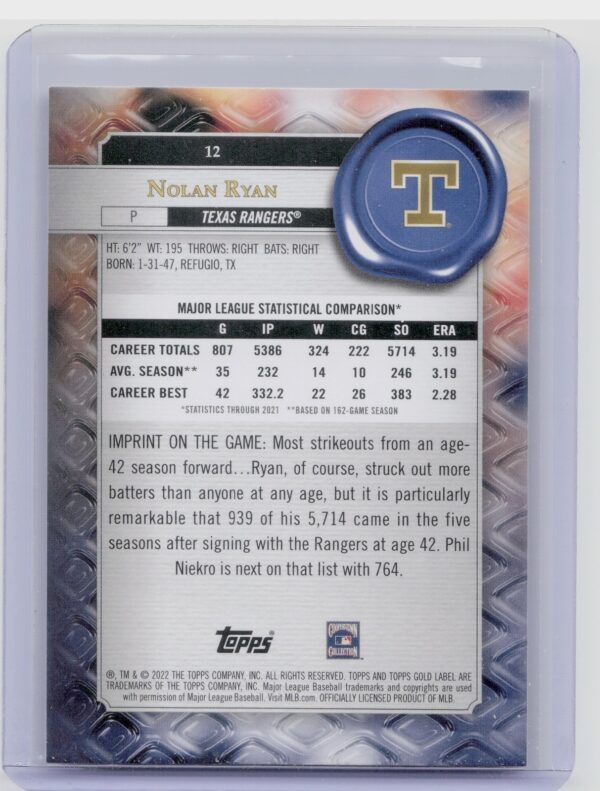 12
T
NOLAN RYAN
P
TEXAS RANGERS®
HT: 6'2" WT: 195 THROWS: RIGHT BATS: RIGHT
BORN: 1-31-47, REFUGIO, TX
MAJOR LEAGUE STATISTICAL COMPARISON*
G IP W CG SO ERA
CAREER TOTALS 807 5386 324 222 5714 3.19
AVG. SEASON** 35 232 14 10 246 3.19
CAREER BEST 42 332.2 22 26 383 2.28
*STATISTICS THROUGH 2021 **BASED ON 162-GAME SEASON
IMPRINT ON THE GAME: Most strikeouts from an age-
42 season forward...Ryan, of course, struck out more
batters than anyone at any age, but it is particularly
remarkable that 939 of his 5,714 came in the five
seasons after signing with the Rangers at age 42. Phil
Niekro is next on that list with 764.
Topps®
COOPERSTOWN
COLLECTION
®, TM & © 2022 THE TOPPS COMPANY, INC. ALL RIGHTS RESERVED. TOPPS AND TOPPS GOLD LABEL ARE
TRADEMARKS OF THE TOPPS COMPANY, INC. Major League Baseball trademarks and copyrights are used
with permission of Major League Baseball. Visit MLB.com. OFFICIALLY LICENSED PRODUCT OF MLB.